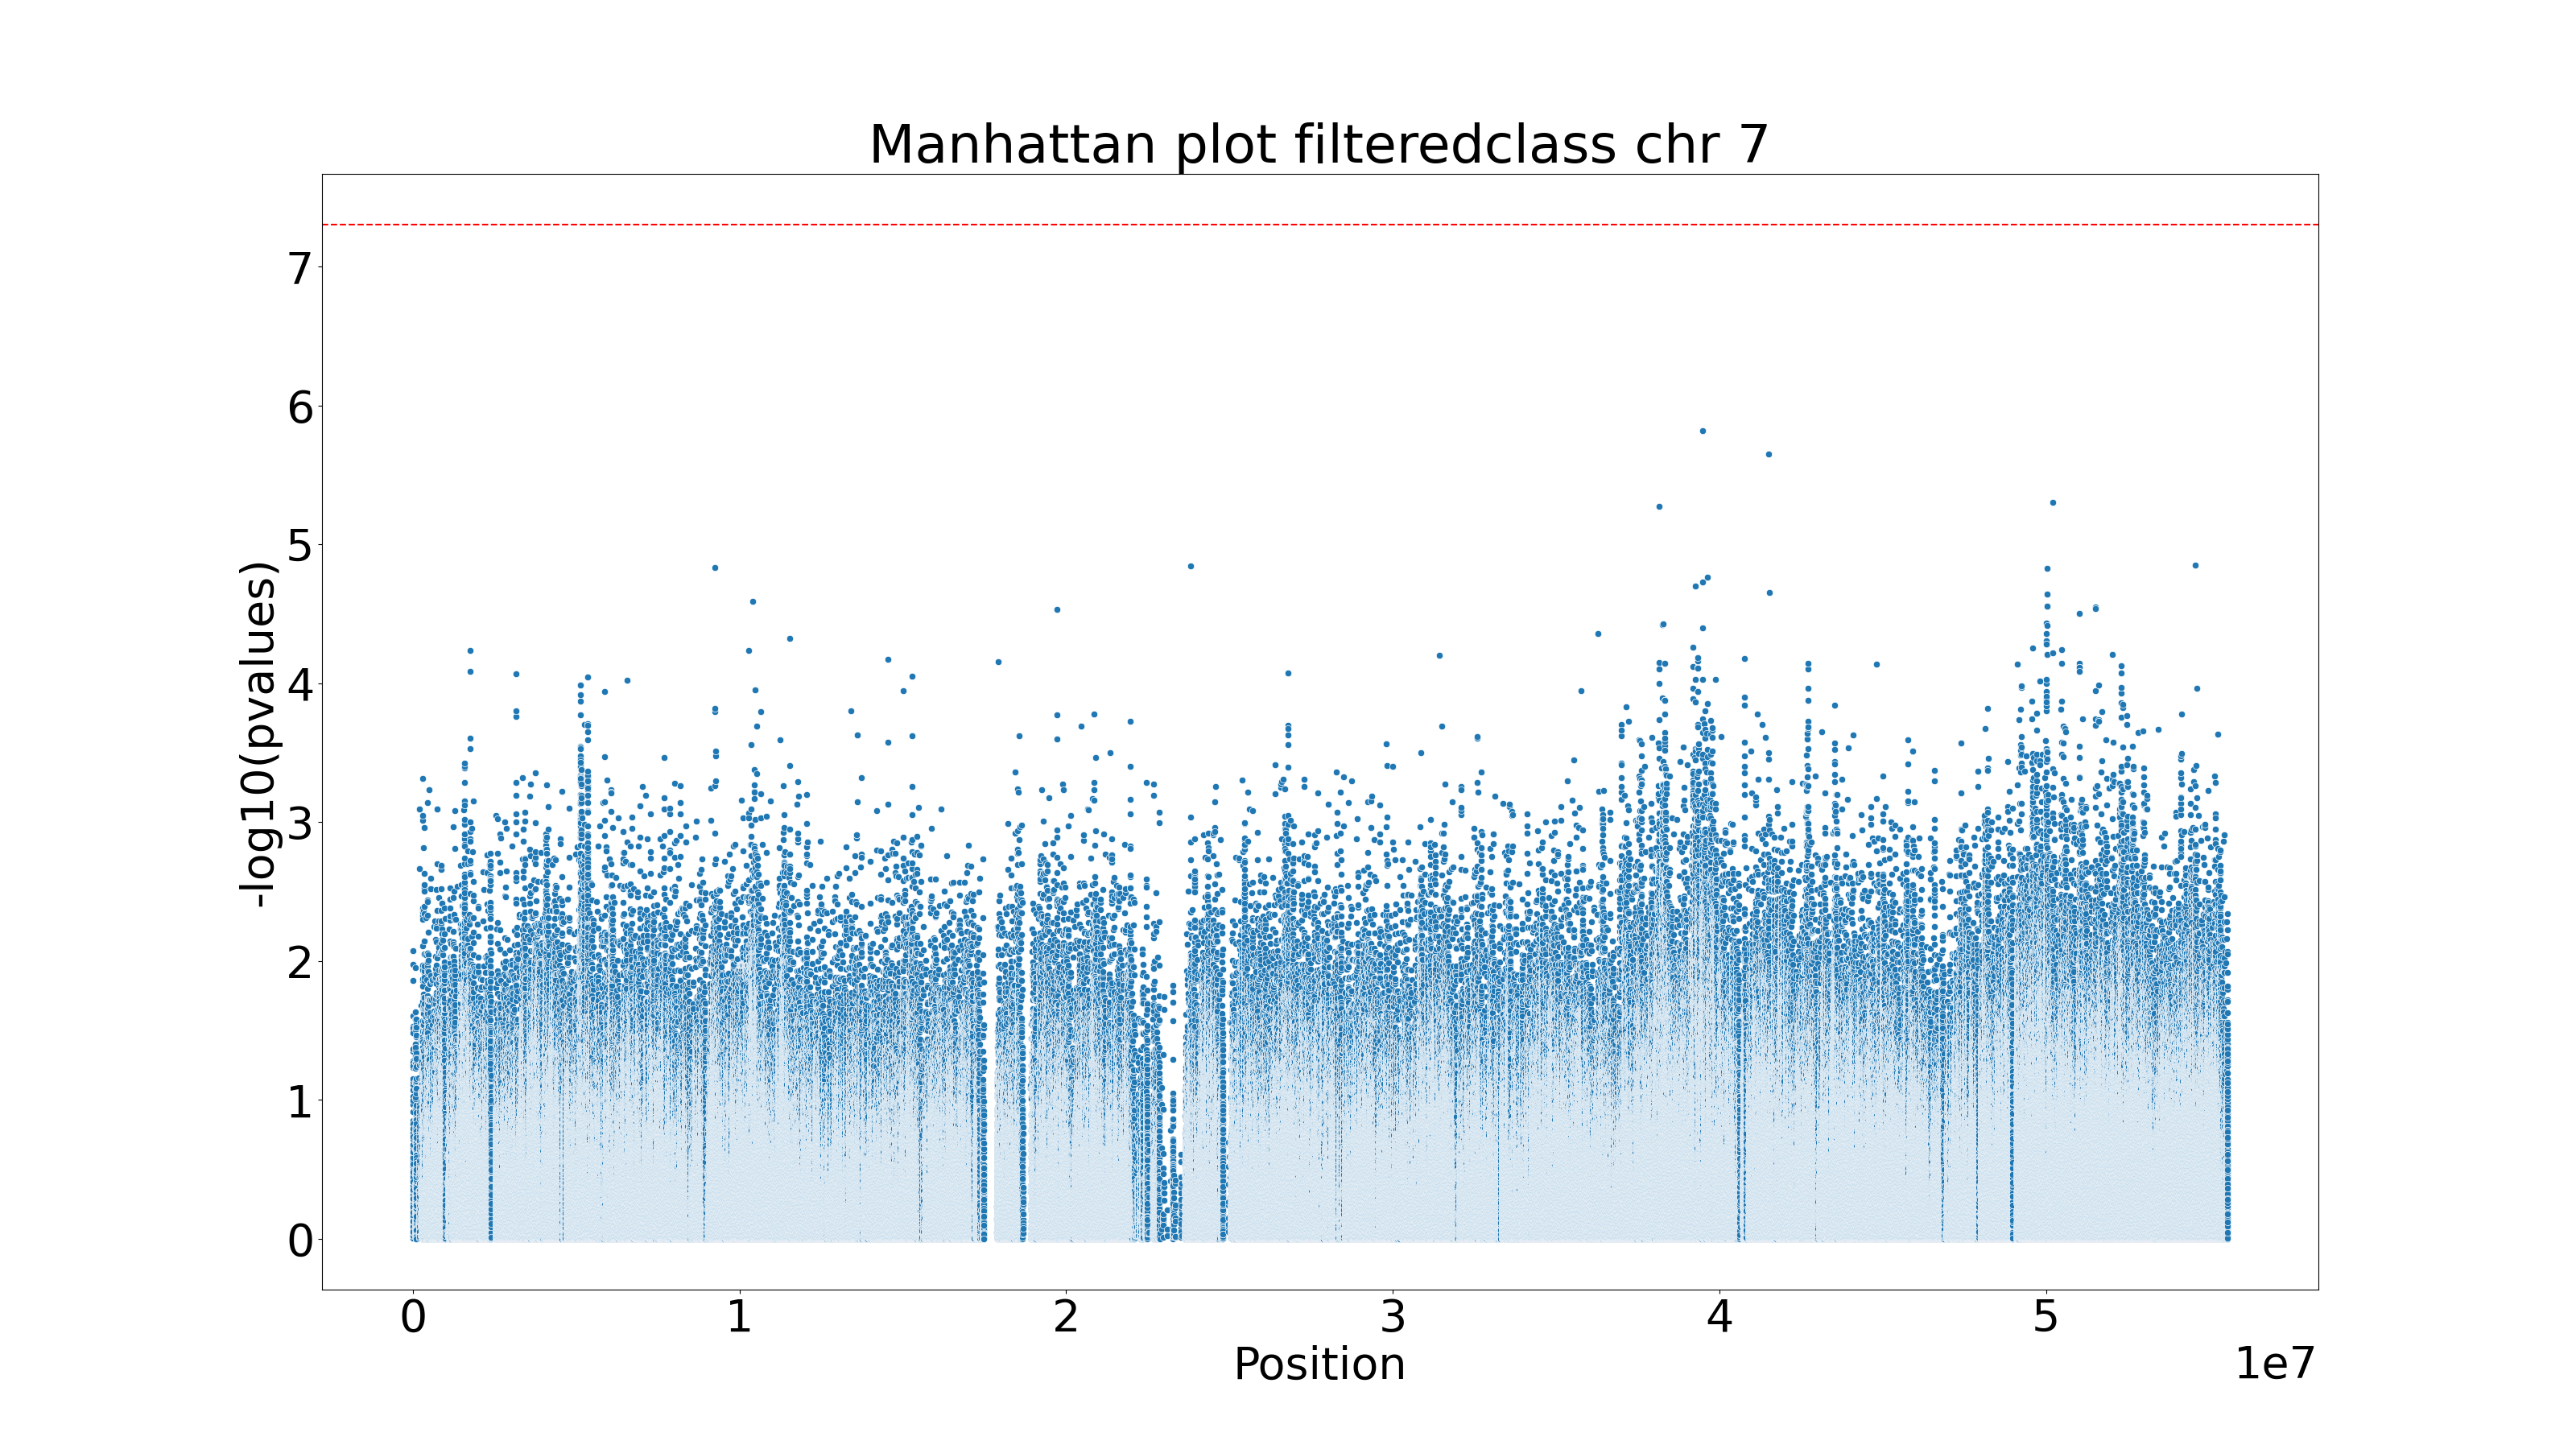 Manhattan plot filteredclass chr 7
-log10(pvalues)
7
6
5
4
3
2
1
0
0 1 2 3 4 5
Position
1e7